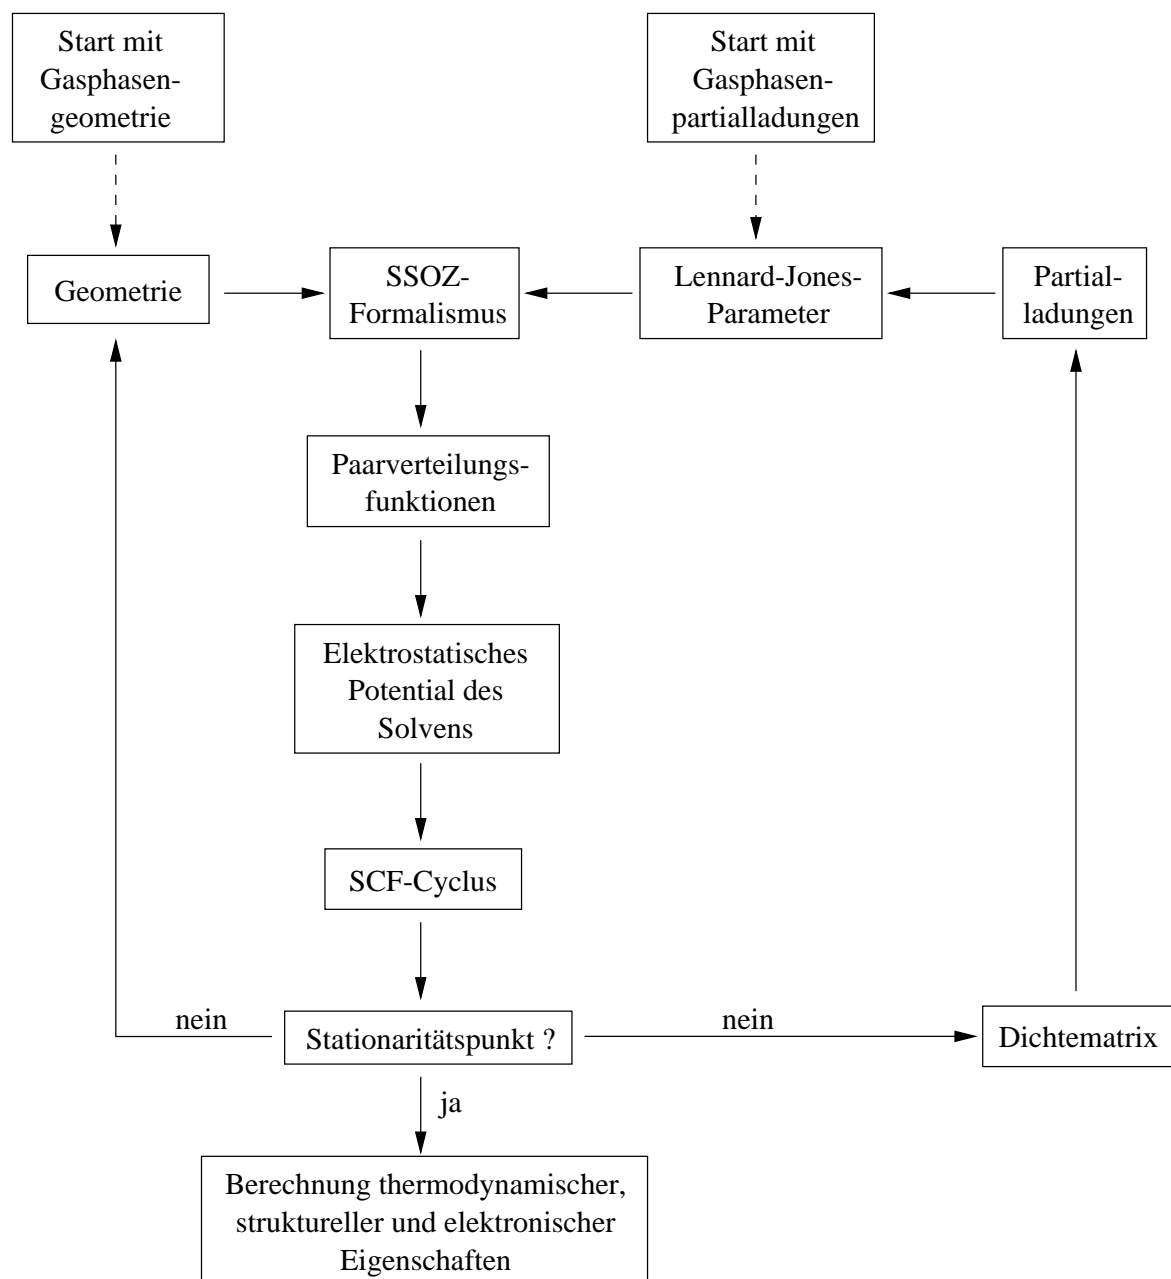 Start mit
Gasphasen-
geometrie
Start mit
Gasphasen-
partialladungen
Geometrie
SSOZ-
Formalismus
Lennard-Jones-
Parameter
Partial-
ladungen
Paarverteilungs-
funktionen
Elektrostatisches
Potential des
Solvens
SCF-Cyclus
nein
Stationaritätspunkt ?
nein
Dichtematrix
ja
Berechnung thermodynamischer,
struktureller und elektronischer
Eigenschaften